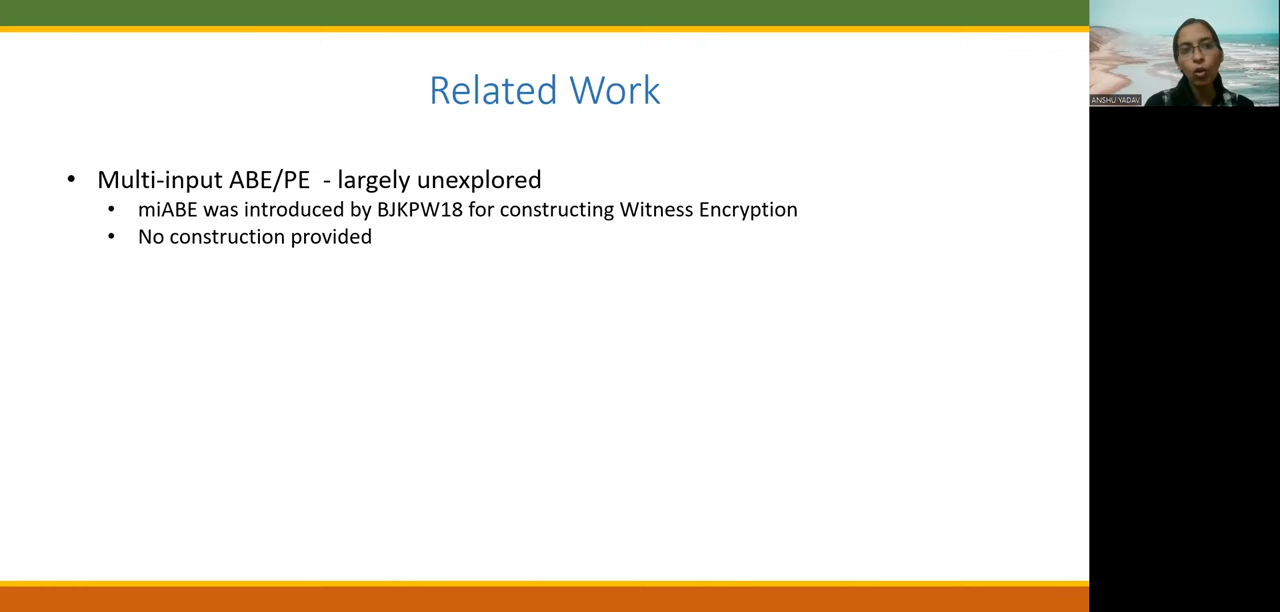 Related Work
• Multi-input ABE/PE - largely unexplored
• miABE was introduced by BJKPW18 for constructing Witness Encryption
• No construction provided
ANSHU YADAV